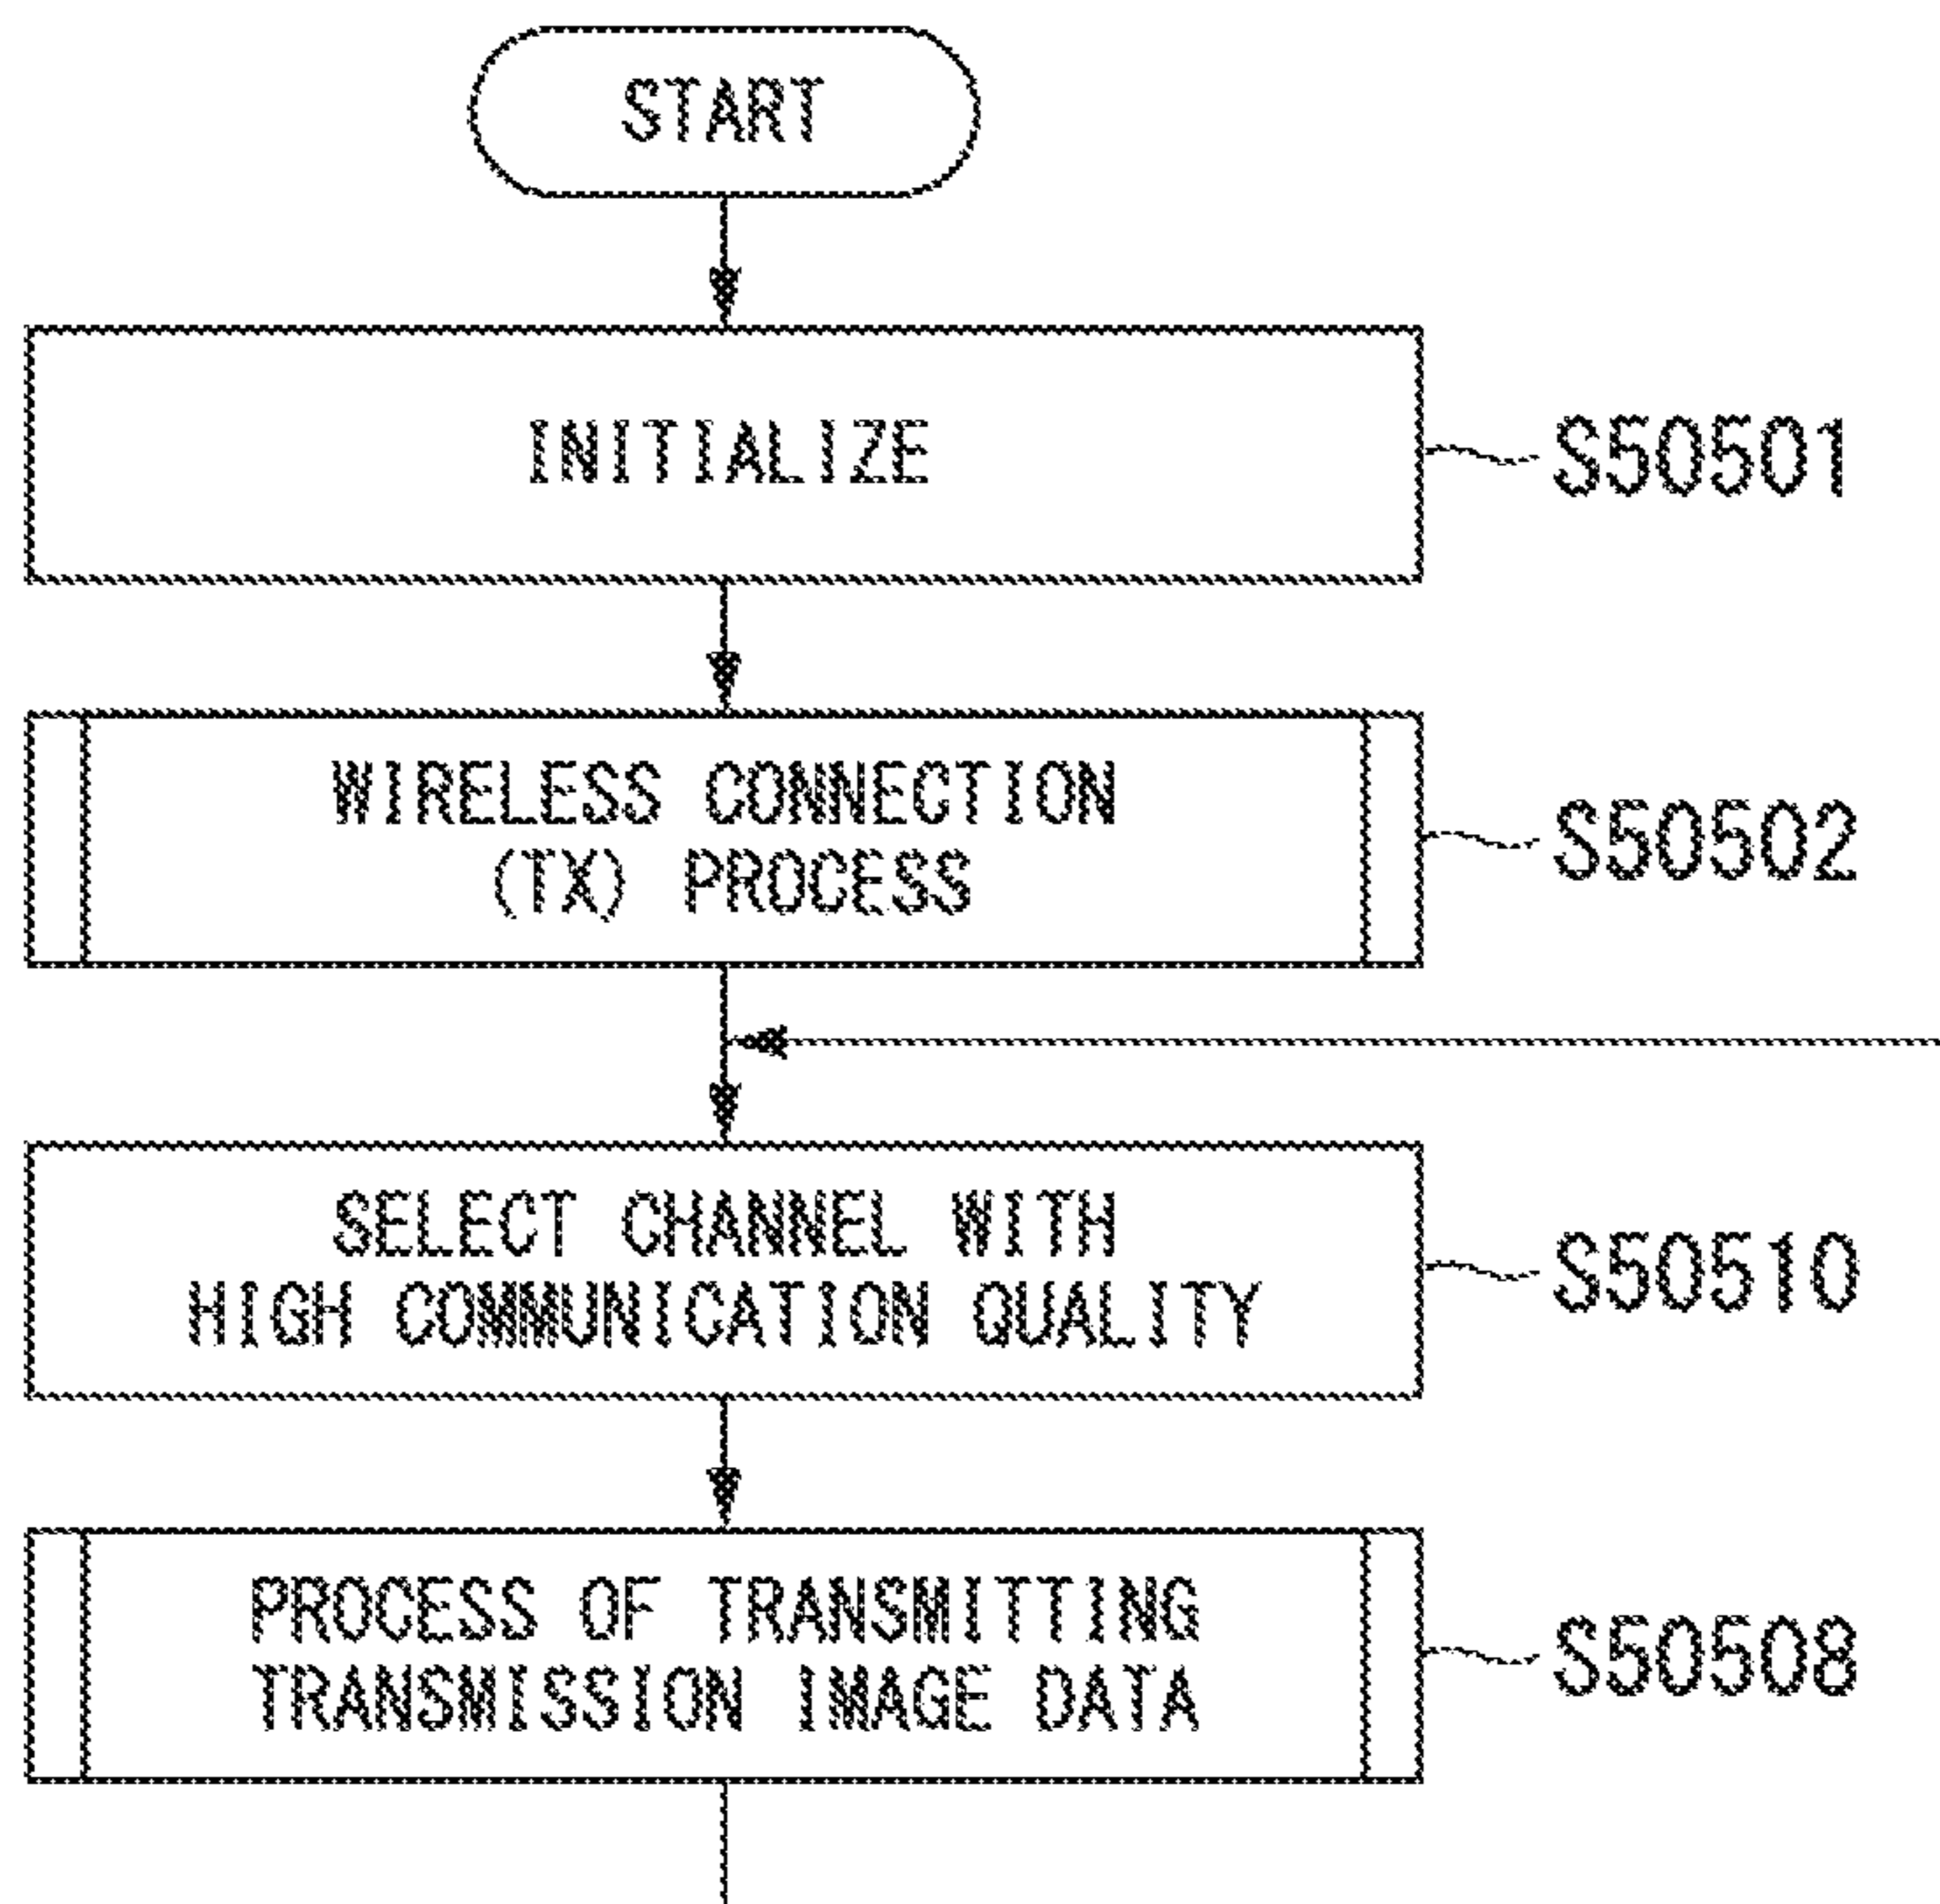 START
INITIALIZE
S50501
WIRELESS CONNECTION
(TX) PROCESS
S50502
SELECT CHANNEL WITH
HIGH COMMUNICATION QUALITY
S50510
PROCESS OF TRANSMITTING
TRANSMISSION IMAGE DATA
S50508